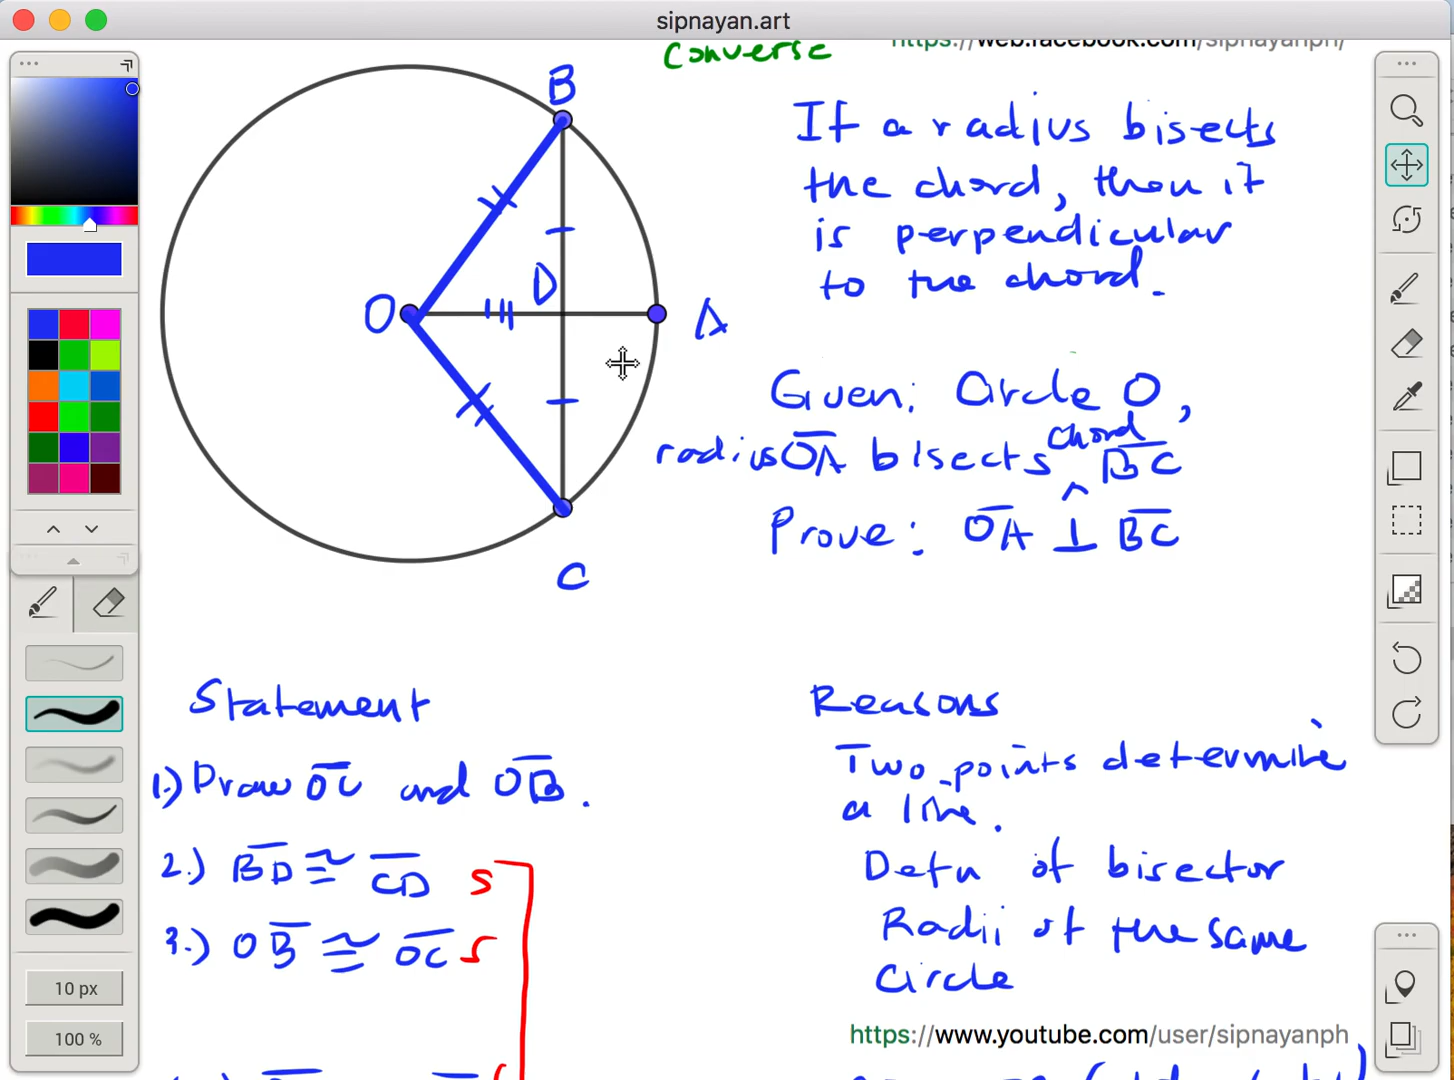 sipnayan.art
Converse
https://web.facebook.com/sipnayanph/
B
If a radius bisects
the chord, then it
is perpendicular
to the chord.
D
O
A
Given: Circle O,
chord
radius OA bisects ^ BC
Prove: OA ⊥ BC
C
Statement
Reasons
1.) Draw OC and OB.
Two points determine
a line.
2.) BD ≅ CD S
Defn of bisector
3.) OB ≅ OC S
Radii of the same
Circle
https://www.youtube.com/user/sipnayanph
10 px
100 %